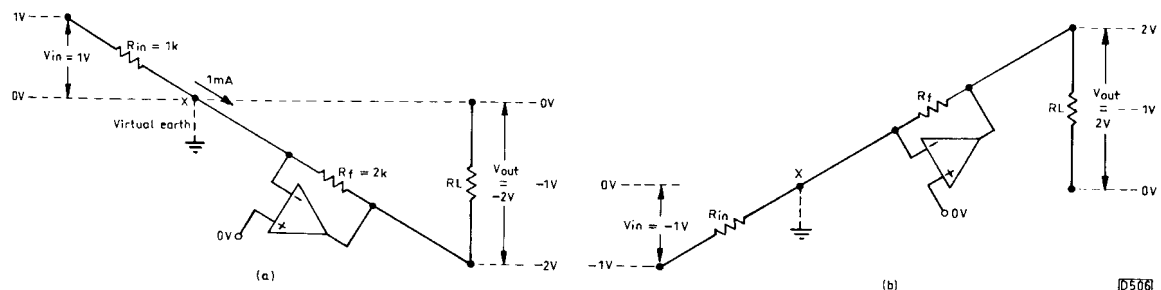 1V
Vin = 1V
Rin = 1k
1mA
0V
X
Virtual earth
Rf = 2k
0V
RL
Vout
=
-2V
-1V
0V
-
+
-2V
(a)
2V
Rf
RL
Vout
=
2V
1V
-
+
0V
X
0V
Vin = -1V
Rin
0V
-1V
(b)
D506